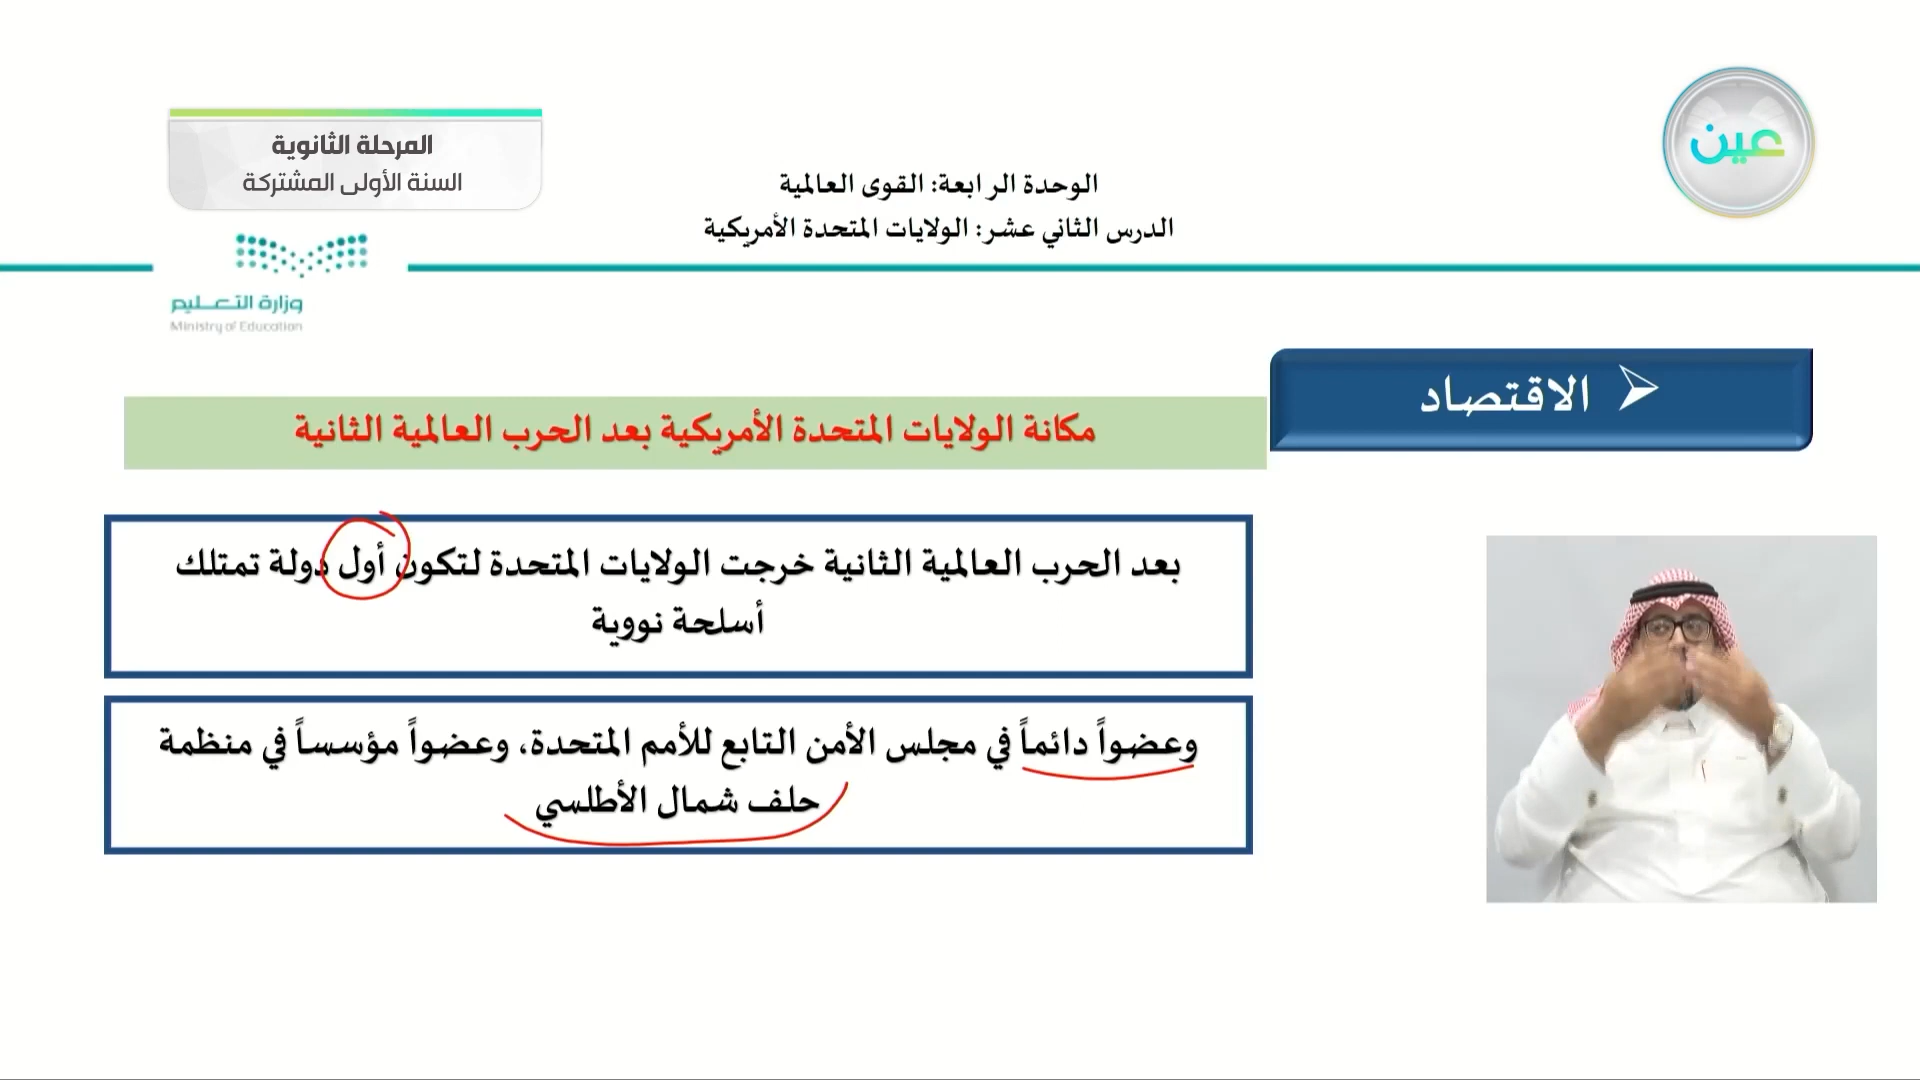 المرحلة الثانوية
السنة الأولى المشتركة
عين
الوحدة الرابعة: القوى العالمية
الدرس الثاني عشر: الولايات المتحدة الأمريكية
وزارة التعليم
Ministry of Education
الاقتصاد
مكانة الولايات المتحدة الأمريكية بعد الحرب العالمية الثانية
بعد الحرب العالمية الثانية خرجت الولايات المتحدة لتكون أول دولة تمتلك
أسلحة نووية
وعضواً دائماً في مجلس الأمن التابع للأمم المتحدة، وعضواً مؤسساً في منظمة
حلف شمال الأطلسي